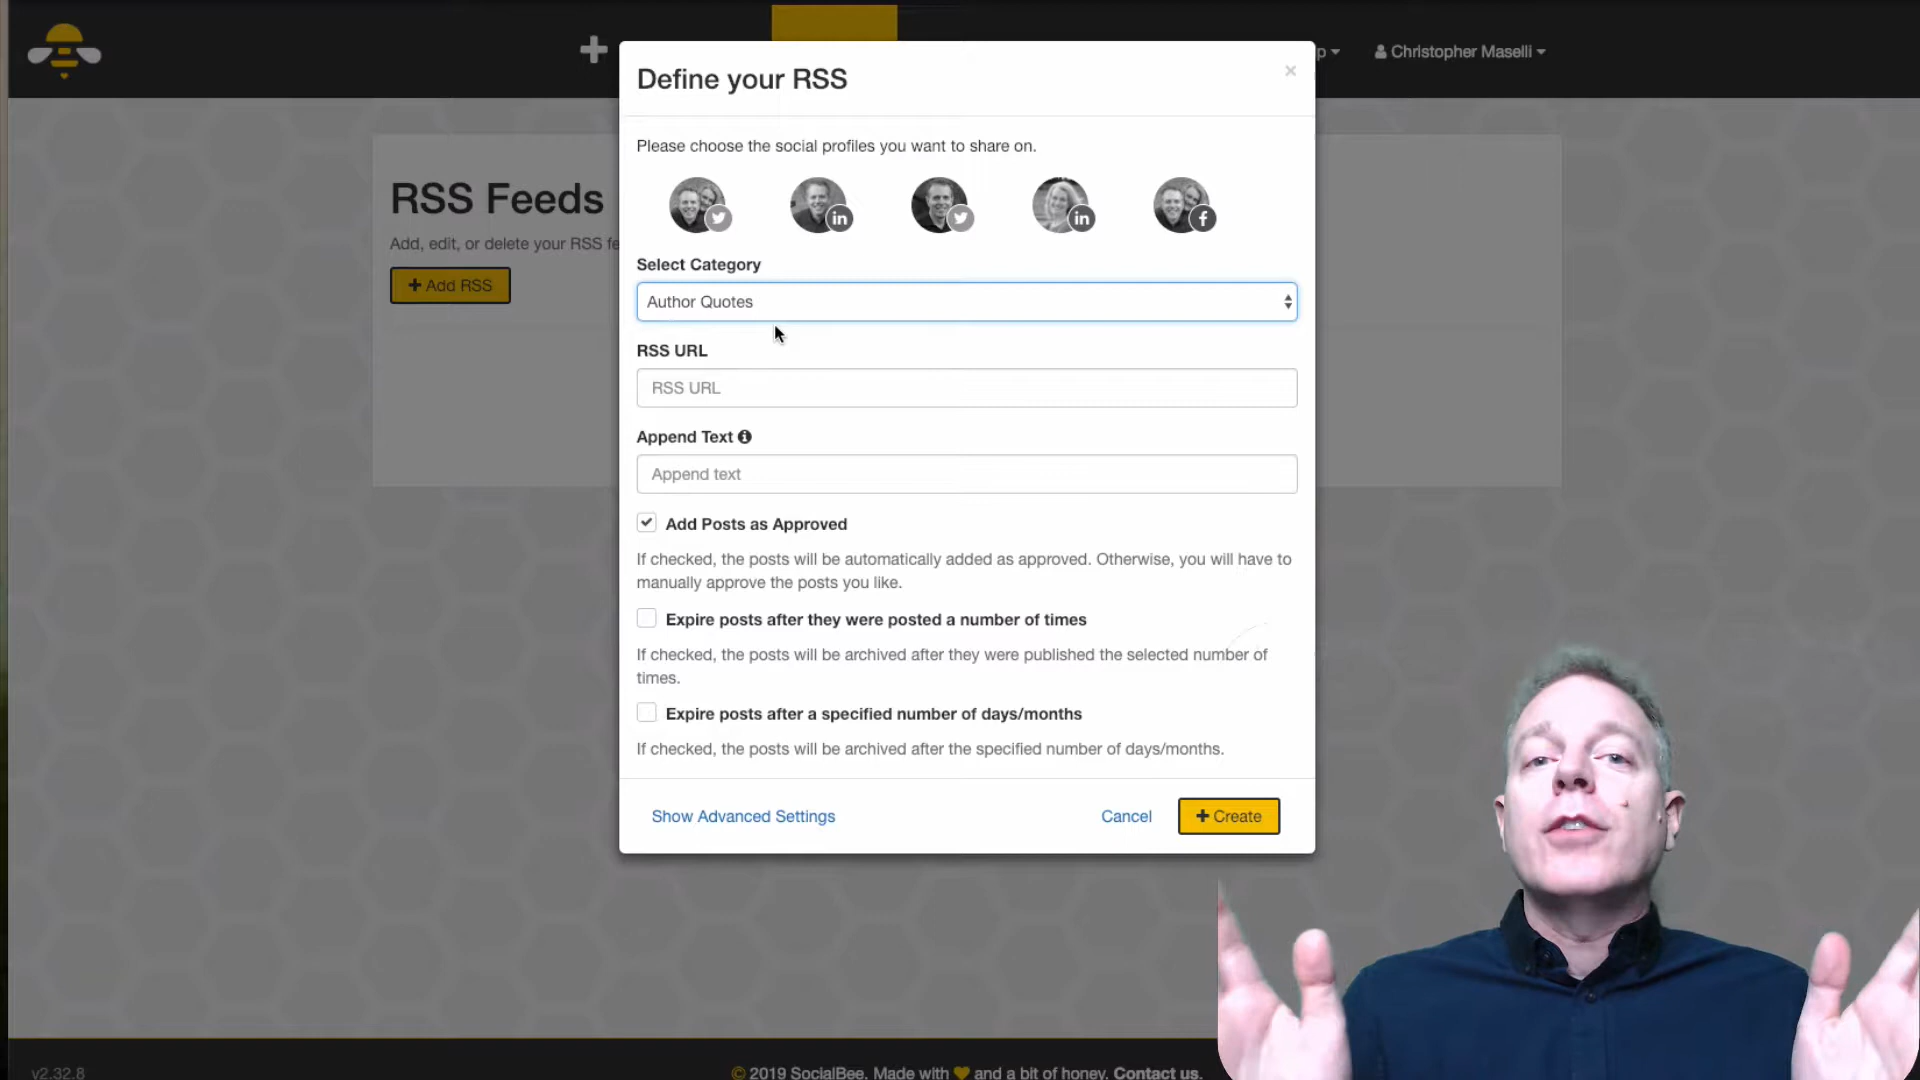 p
Christopher Maselli
Define your RSS
×
Please choose the social profiles you want to share on.
RSS Feeds
in
in
f
Add, edit, or delete your RSS fe
+ Add RSS
Select Category
Author Quotes
RSS URL
RSS URL
Append Text
Append text
Add Posts as Approved
If checked, the posts will be automatically added as approved. Otherwise, you will have to
manually approve the posts you like.
Expire posts after they were posted a number of times
If checked, the posts will be archived after they were published the selected number of
times.
Expire posts after a specified number of days/months
If checked, the posts will be archived after the specified number of days/months.
Show Advanced Settings
Cancel
+ Create
v2.32.8
© 2019 SocialBee. Made with 🧡 and a bit of honey. Contact us.